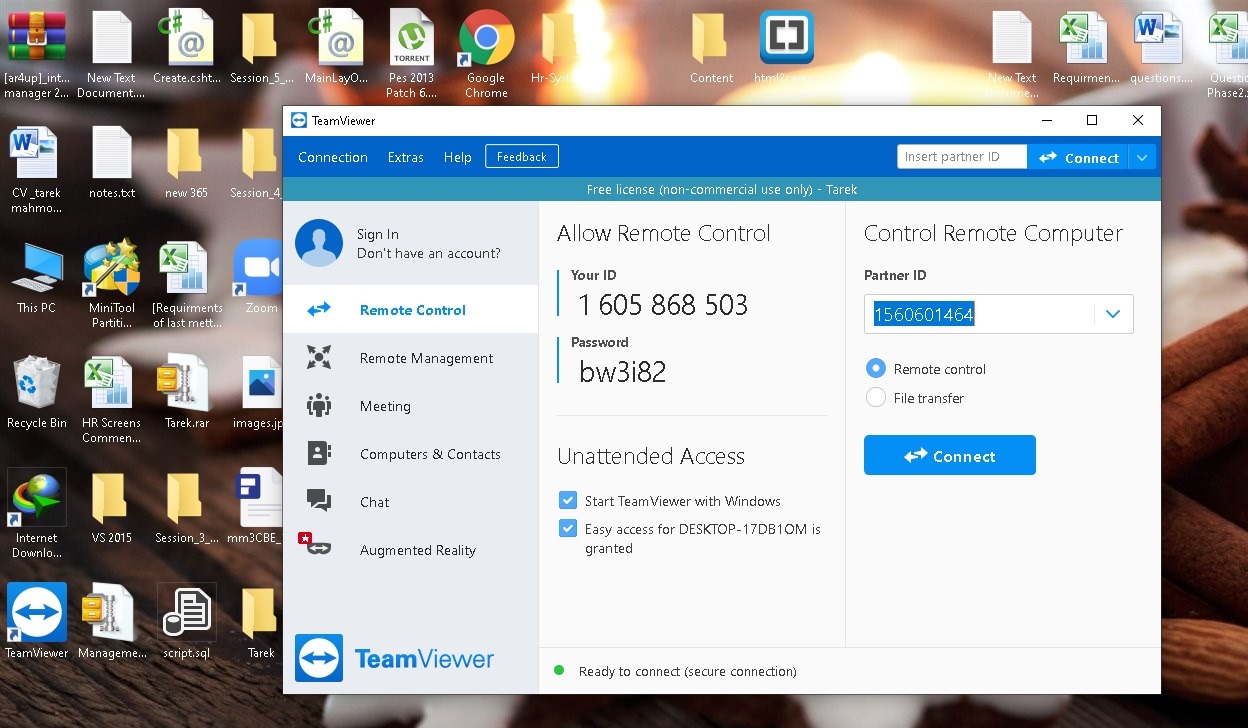 [ar4up]_int...
manager 2...
New Text
Document....
Create.csht...
Session_5_...
MainLayO...
Pes 2013
Patch 6....
TORRENT
Google
Chrome
Content
New Text
Requirmen...
questions....
Phase2.
CV _tarek
mahmo...
notes.txt
new 365
Session_4_
This PC
MiniTool
Partiti...
[Requirments
of last mett...
Zoom
Recycle Bin
HR Screens
Commen...
Tarek.rar
images.jp
Internet
Downlo...
VS 2015
Session_3_...
mm3CBE_
TeamViewer
Manageme...
script.sql
Tarek
TeamViewer
Connection Extras Help Feedback
Insert partner ID Connect
Free license (non-commercial use only) - Tarek
Sign In
Don't have an account?
Remote Control
Remote Management
Meeting
Computers & Contacts
Chat
Augmented Reality
TeamViewer
Allow Remote Control
Your ID
1 605 868 503
Password
bw3i82
Unattended Access
Start TeamViewer with Windows
Easy access for DESKTOP-17DB1OM is
granted
Control Remote Computer
Partner ID
1560601464
Remote control
File transfer
Connect
Ready to connect (secure connection)